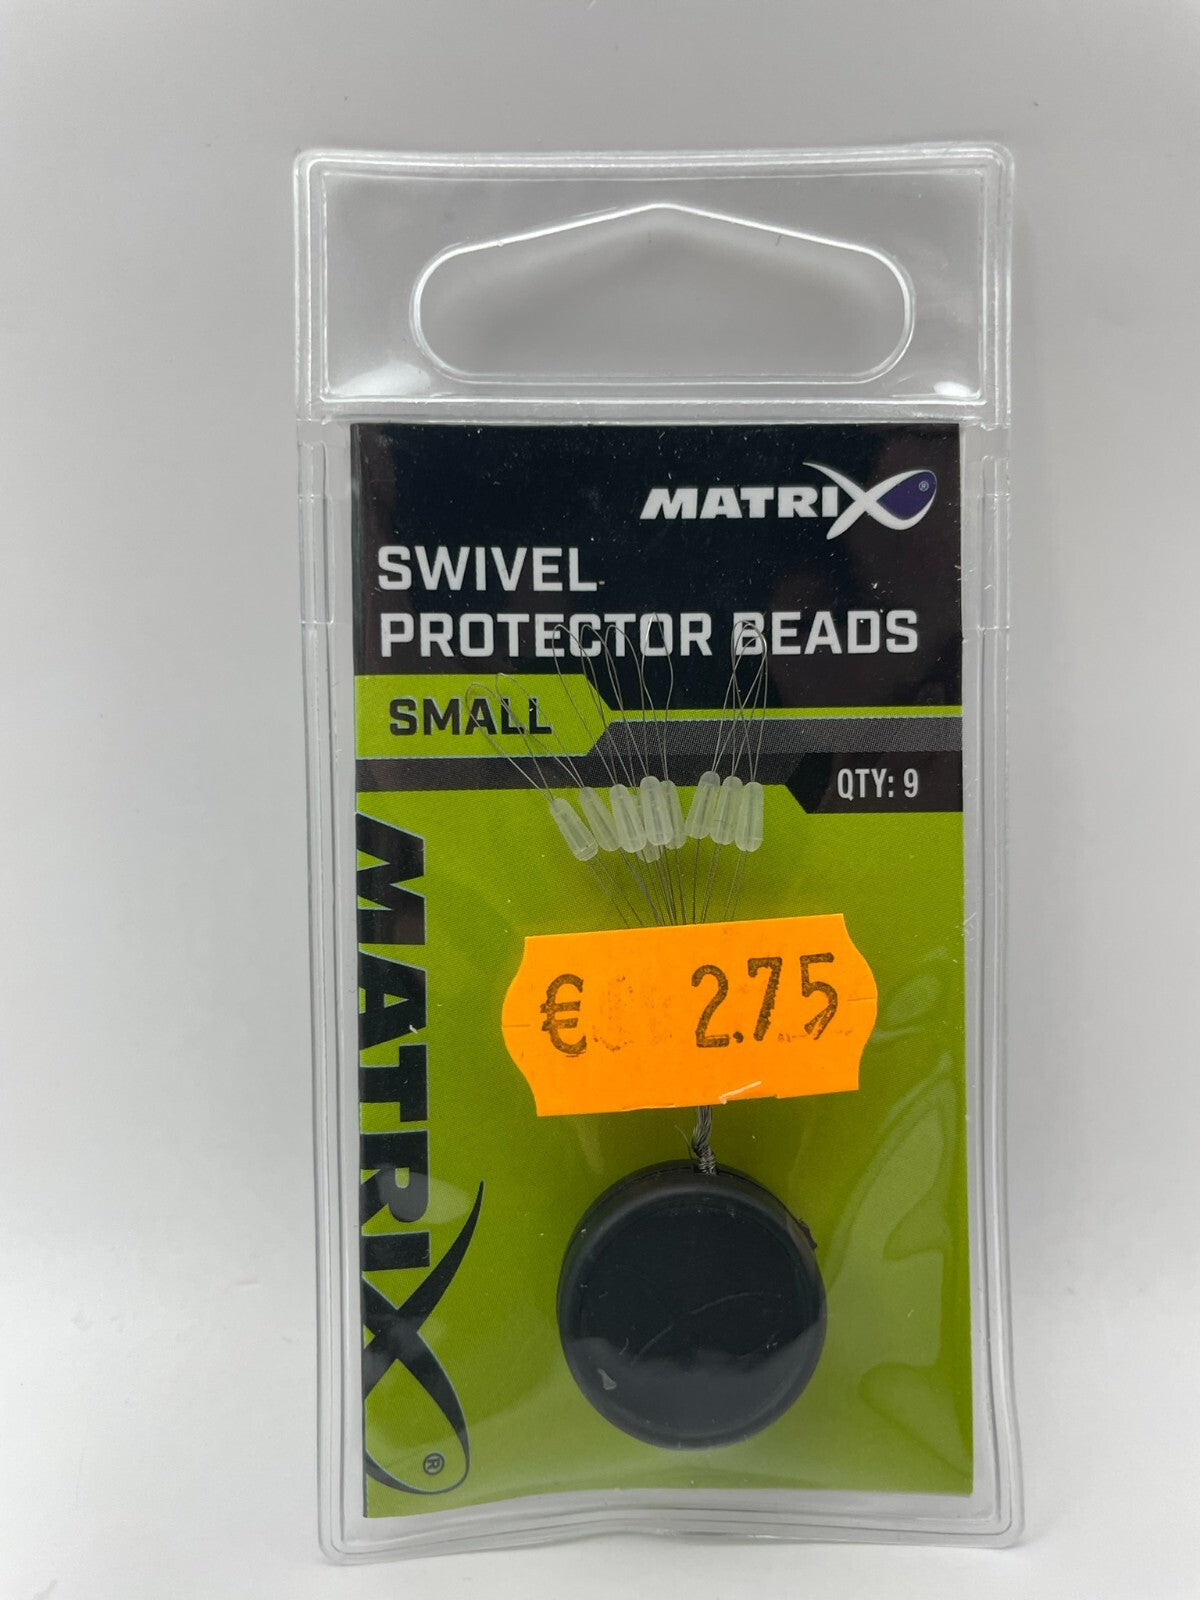 MATRIX®
SWIVEL
PROTECTOR BEADS
SMALL
QTY: 9
MATRIX®
€ 2.75